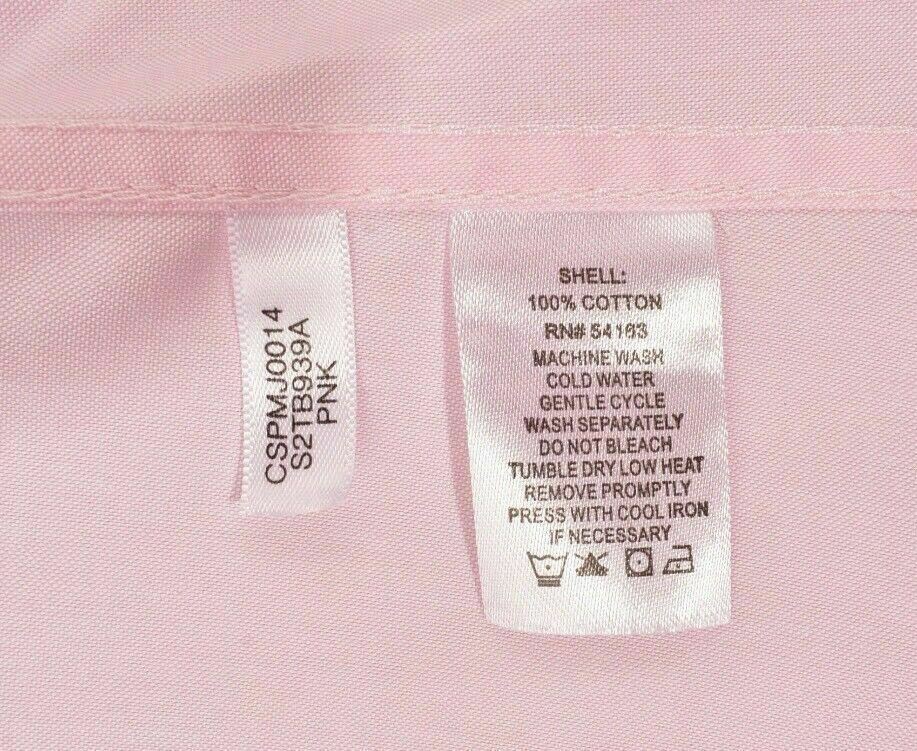 CSPMJ0014
S2TB939A
PNK
SHELL:
100% COTTON
RN# 54163
MACHINE WASH
COLD WATER
GENTLE CYCLE
WASH SEPARATELY
DO NOT BLEACH
TUMBLE DRY LOW HEAT
REMOVE PROMPTLY
PRESS WITH COOL IRON
IF NECESSARY